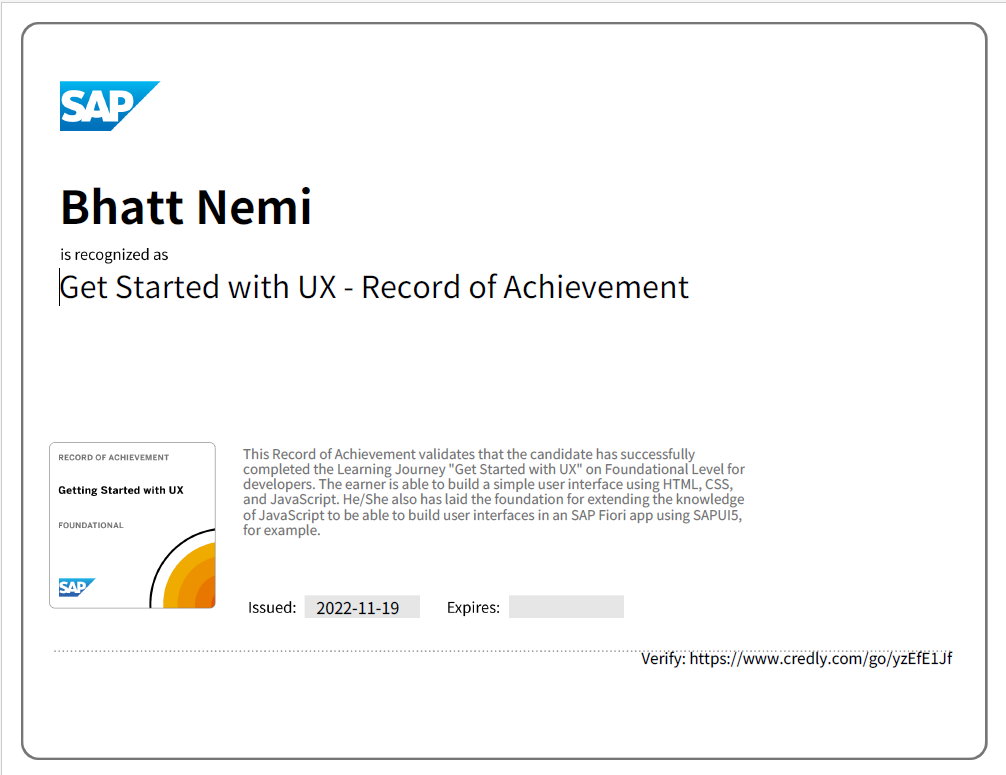 SAP
Bhatt Nemi
is recognized as
Get Started with UX - Record of Achievement
RECORD OF ACHIEVEMENT
Getting Started with UX
FOUNDATIONAL
SAP
This Record of Achievement validates that the candidate has successfully
completed the Learning Journey "Get Started with UX" on Foundational Level for
developers. The earner is able to build a simple user interface using HTML, CSS,
and JavaScript. He/She also has laid the foundation for extending the knowledge
of JavaScript to be able to build user interfaces in an SAP Fiori app using SAPUI5,
for example.
Issued: 2022-11-19 Expires:
Verify: https://www.credly.com/go/yzEfE1Jf